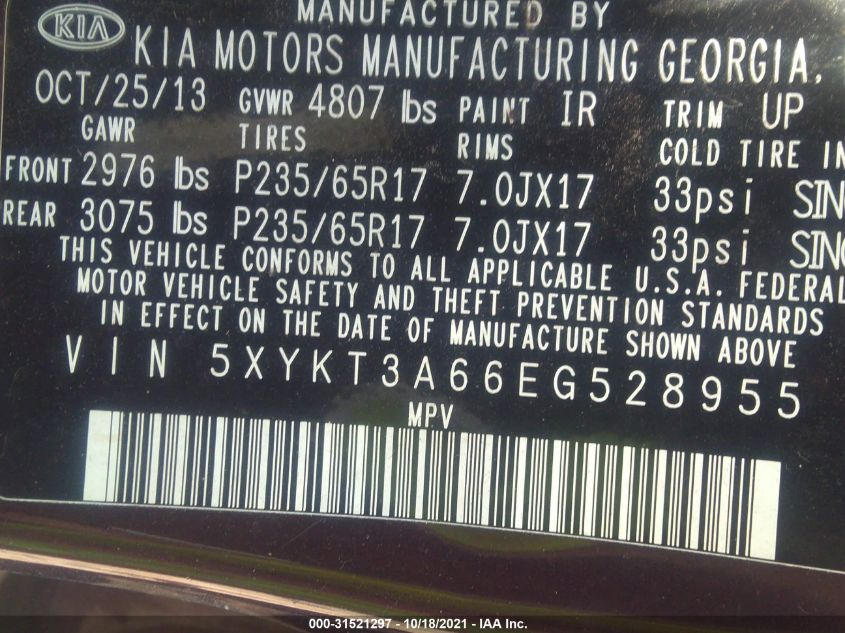 MANUFACTURED BY
KIA KIA MOTORS MANUFACTURING GEORGIA,
OCT/25/13 GVWR 4807 lbs PAINT IR TRIM UP
GAWR TIRES RIMS COLD TIRE IN
FRONT 2976 lbs P235/65R17 7.0JX17 33psi SING
REAR 3075 lbs P235/65R17 7.0JX17 33psi SING
THIS VEHICLE CONFORMS TO ALL APPLICABLE U.S.A. FEDERAL
MOTOR VEHICLE SAFETY AND THEFT PREVENTION STANDARDS
IN EFFECT ON THE DATE OF MANUFACTURE SHOWN ABOVE
VIN 5XYKT3A66EG528955
MPV
000-31521297 - 10/18/2021 - IAA Inc.